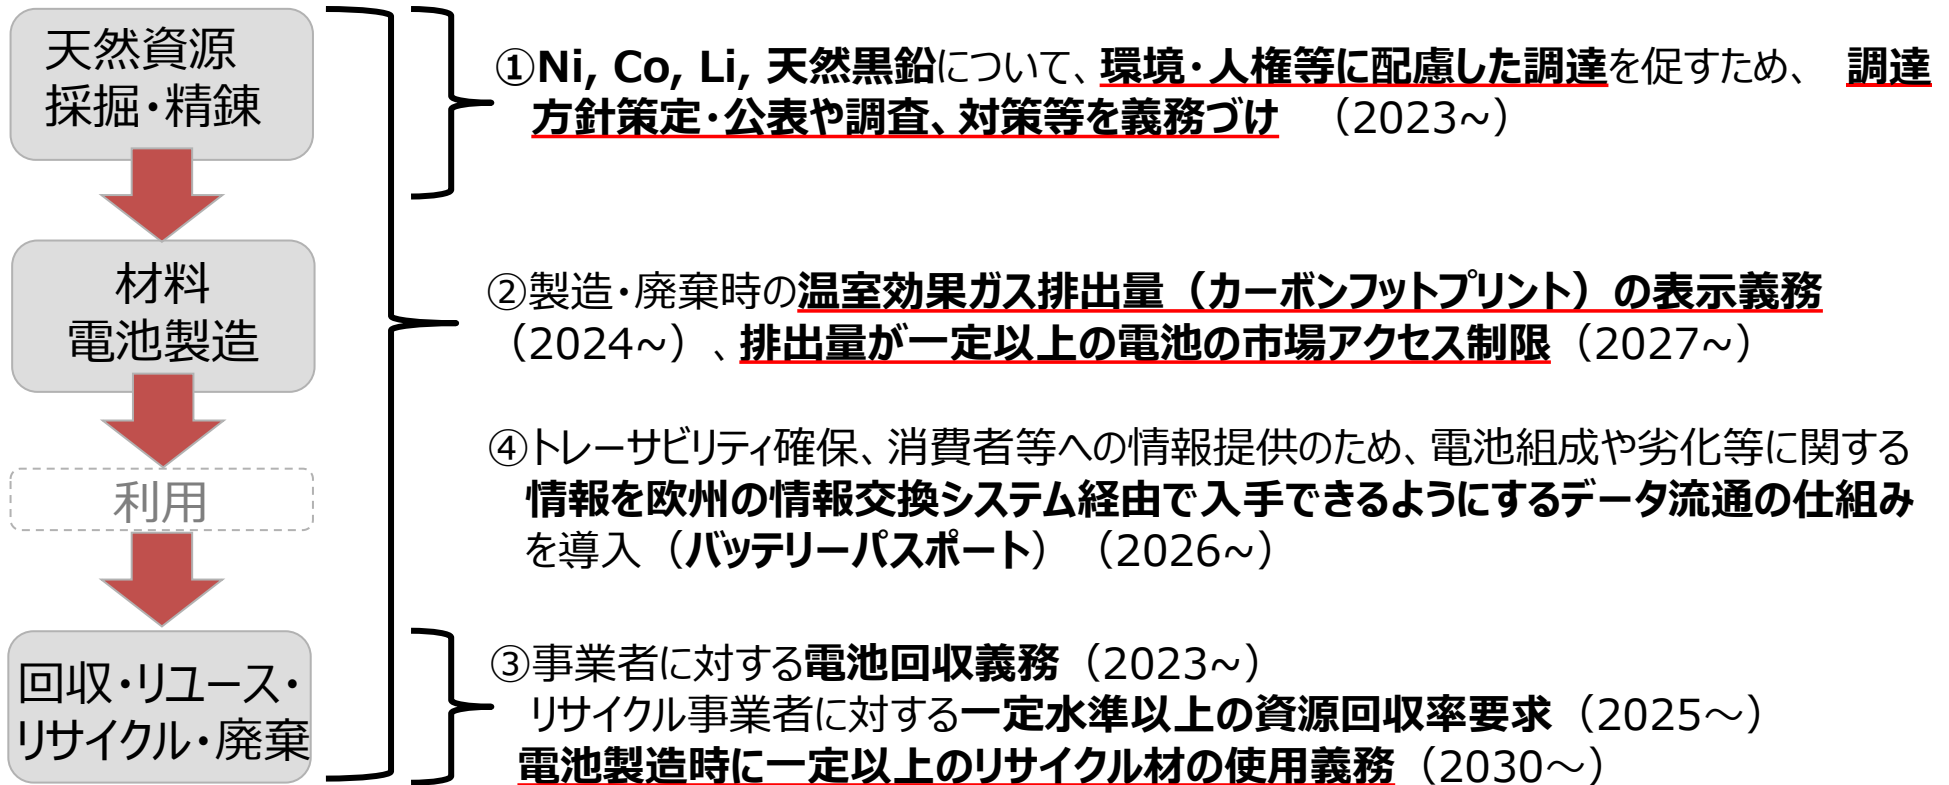 天然資源
採掘・精錬
材料
電池製造
利用
回収・リユース・
リサイクル・廃棄
①Ni, Co, Li, 天然黒鉛について、環境・人権等に配慮した調達を促すため、 調達
方針策定・公表や調査、対策等を義務づけ （2023~）
②製造・廃棄時の温室効果ガス排出量（カーボンフットプリント）の表示義務
（2024~）、排出量が一定以上の電池の市場アクセス制限（2027~）
④トレーサビリティ確保、消費者等への情報提供のため、電池組成や劣化等に関する
情報を欧州の情報交換システム経由で入手できるようにするデータ流通の仕組み
を導入（バッテリーパスポート）（2026~）
③事業者に対する電池回収義務（2023~）
リサイクル事業者に対する一定水準以上の資源回収率要求（2025～）
電池製造時に一定以上のリサイクル材の使用義務（2030～）